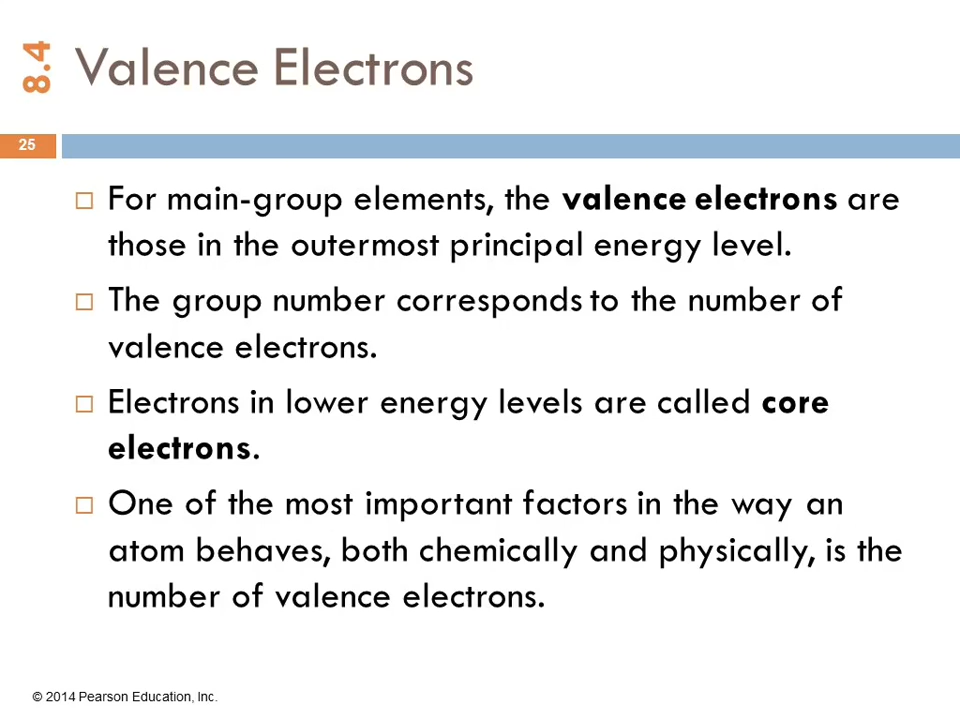 8.4
Valence Electrons
25
For main-group elements, the valence electrons are
those in the outermost principal energy level.
The group number corresponds to the number of
valence electrons.
Electrons in lower energy levels are called core
electrons.
One of the most important factors in the way an
atom behaves, both chemically and physically, is the
number of valence electrons.
© 2014 Pearson Education, Inc.